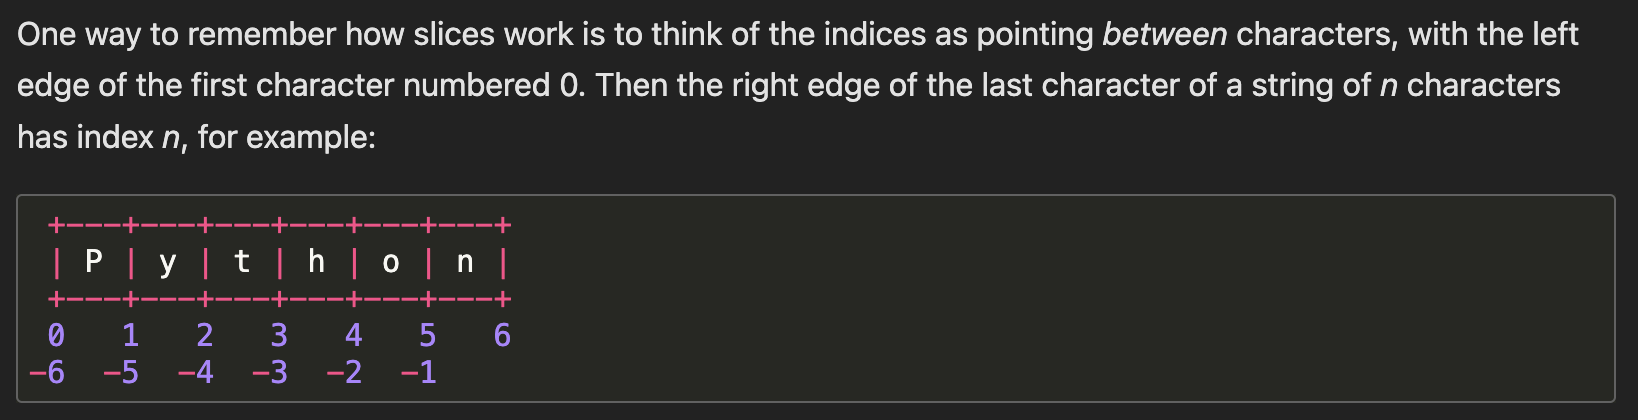 One way to remember how slices work is to think of the indices as pointing between characters, with the left
edge of the first character numbered 0. Then the right edge of the last character of a string of n characters
has index n, for example:
 +---+---+---+---+---+---+
 | P | y | t | h | o | n |
 +---+---+---+---+---+---+
 0   1   2   3   4   5   6
-6  -5  -4  -3  -2  -1